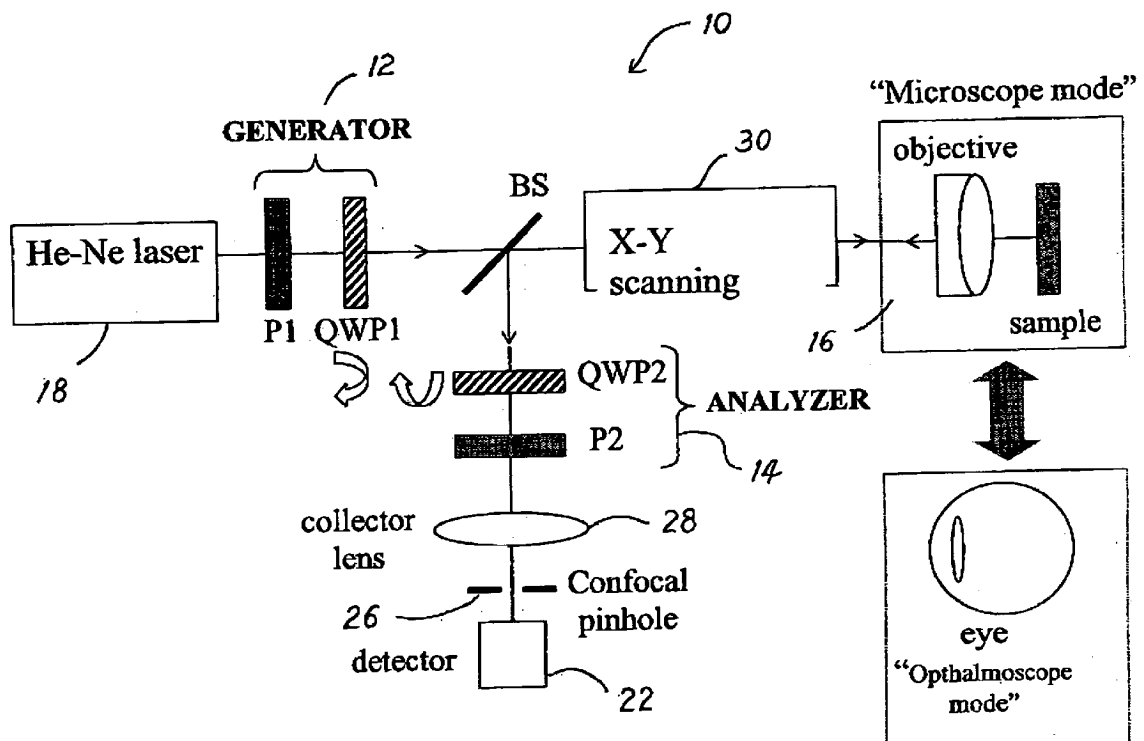 10
12
GENERATOR
"Microscope mode"
30
objective
BS
He-Ne laser
X-Y
scanning
P1 QWP1
16
sample
18
QWP2
ANALYZER
P2
14
collector
lens
28
26
Confocal
pinhole
detector
22
eye
"Opthalmoscope
mode"